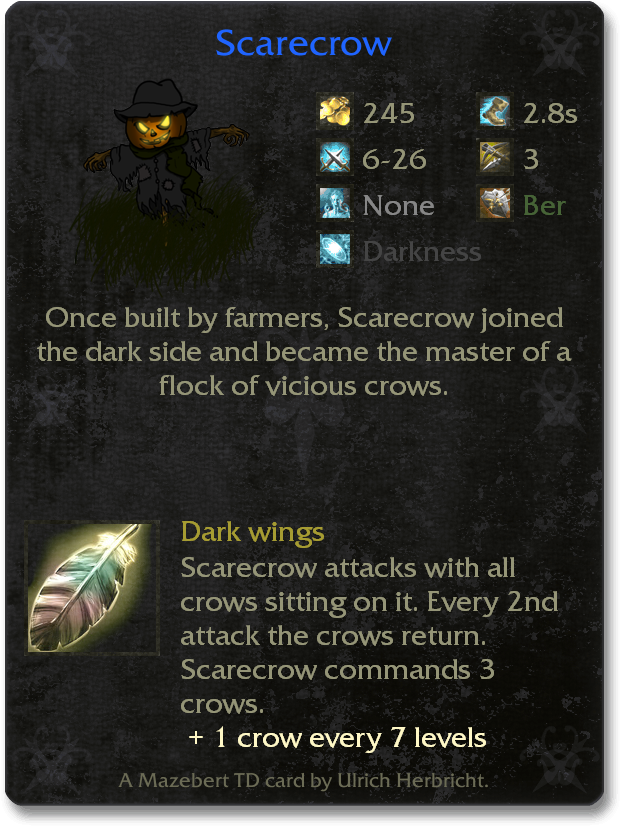 Scarecrow
245 2.8s
6-26 3
None Ber
Darkness
Once built by farmers, Scarecrow joined
the dark side and became the master of a
flock of vicious crows.
Dark wings
Scarecrow attacks with all
crows sitting on it. Every 2nd
attack the crows return.
Scarecrow commands 3
crows.
+ 1 crow every 7 levels
A Mazebert TD card by Ulrich Herbricht.